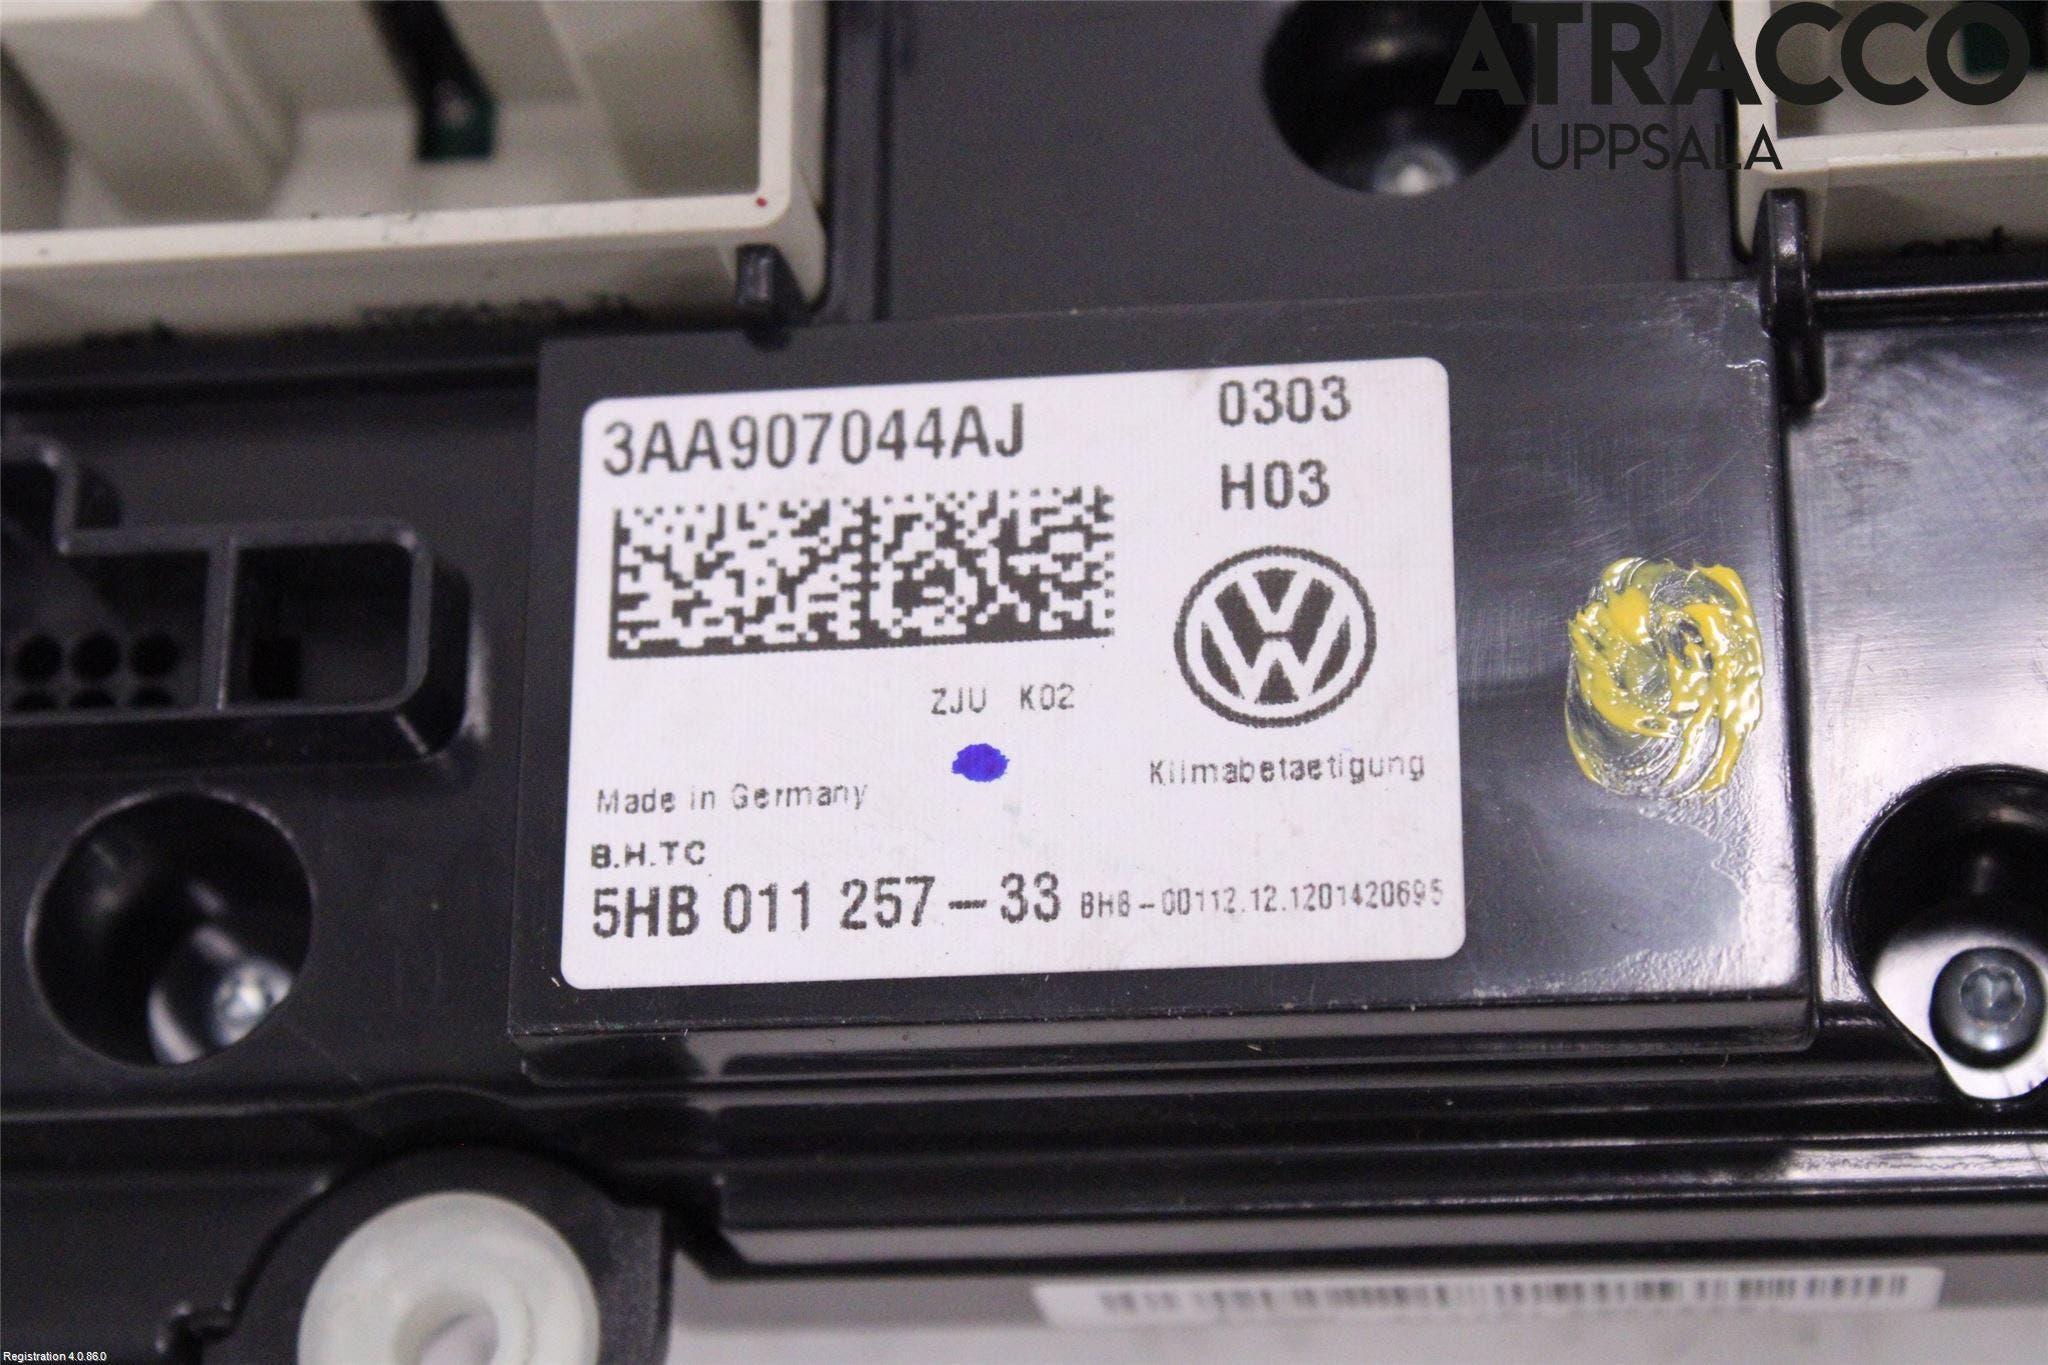 ATRACCO
UPPSALA
3AA907044AJ
0303
H03
ZJU K02
Klimabetaetigung
Made in Germany
B.H.TC
5HB 011 257-33 BHB-00112.12.1201420695
Registration 4.0.86.0